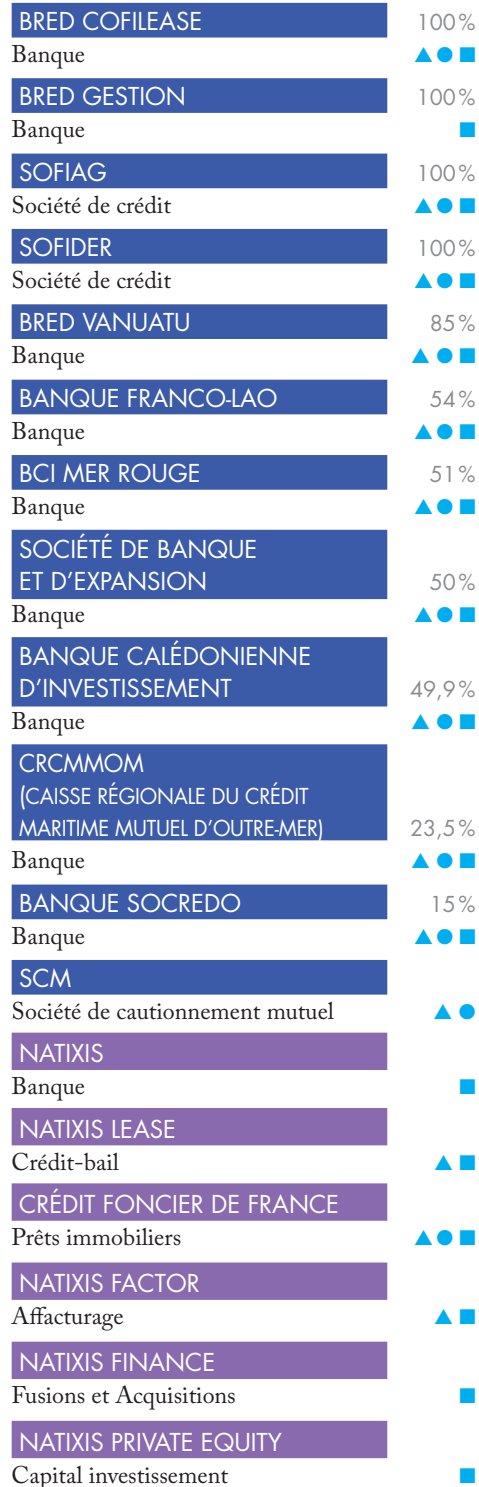 BRED COFILEASE 100%
Banque ▲ ● ■
BRED GESTION 100%
Banque ■
SOFIAG 100%
Société de crédit ▲ ● ■
SOFIDER 100%
Société de crédit ▲ ● ■
BRED VANUATU 85%
Banque ▲ ● ■
BANQUE FRANCO-LAO 54%
Banque ▲ ● ■
BCI MER ROUGE 51%
Banque ▲ ● ■
SOCIÉTÉ DE BANQUE
ET D'EXPANSION 50%
Banque ▲ ● ■
BANQUE CALÉDONIENNE
D'INVESTISSEMENT 49,9%
Banque ▲ ● ■
CRCMMOM
(CAISSE RÉGIONALE DU CRÉDIT
MARITIME MUTUEL D'OUTRE-MER) 23,5%
Banque ▲ ● ■
BANQUE SOCREDO 15%
Banque ▲ ● ■
SCM
Société de cautionnement mutuel ▲ ●
NATIXIS
Banque ■
NATIXIS LEASE
Crédit-bail ▲ ■
CRÉDIT FONCIER DE FRANCE
Prêts immobiliers ▲ ● ■
NATIXIS FACTOR
Affacturage ▲ ■
NATIXIS FINANCE
Fusions et Acquisitions ■
NATIXIS PRIVATE EQUITY
Capital investissement ■